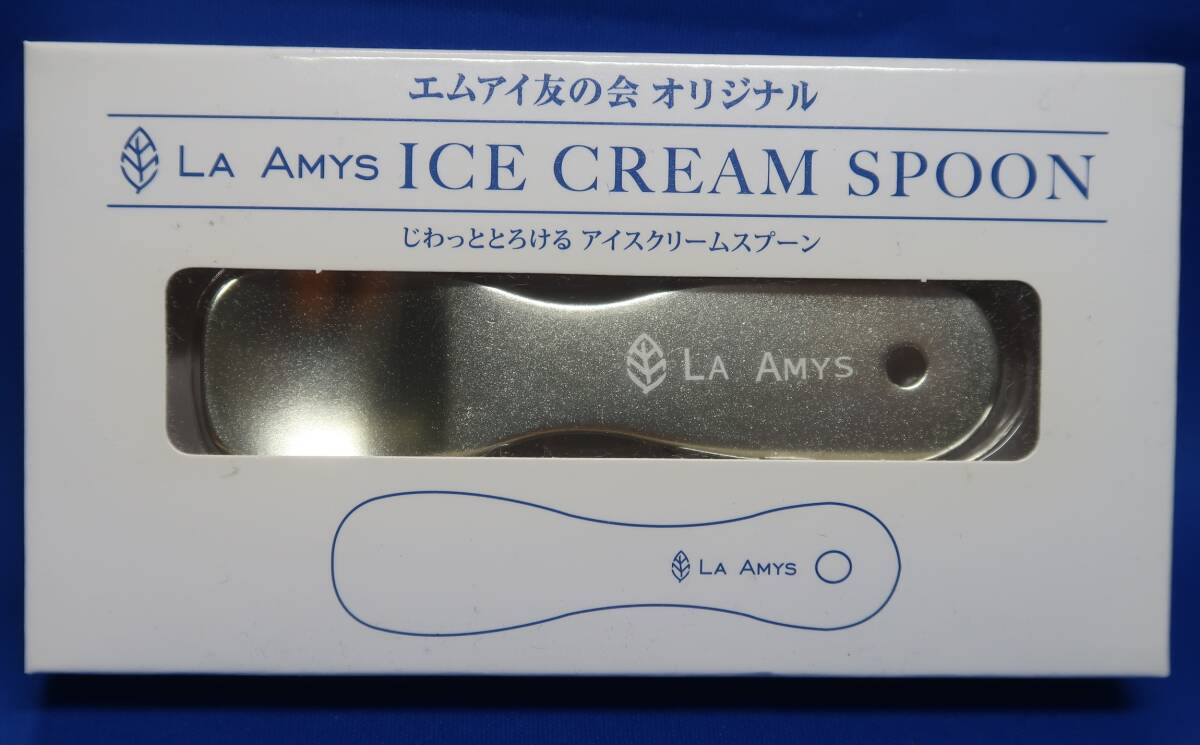 エムアイ友の会 オリジナル
LA AMYS ICE CREAM SPOON
じわっととろける アイスクリームスプーン
LA AMYS
LA AMYS